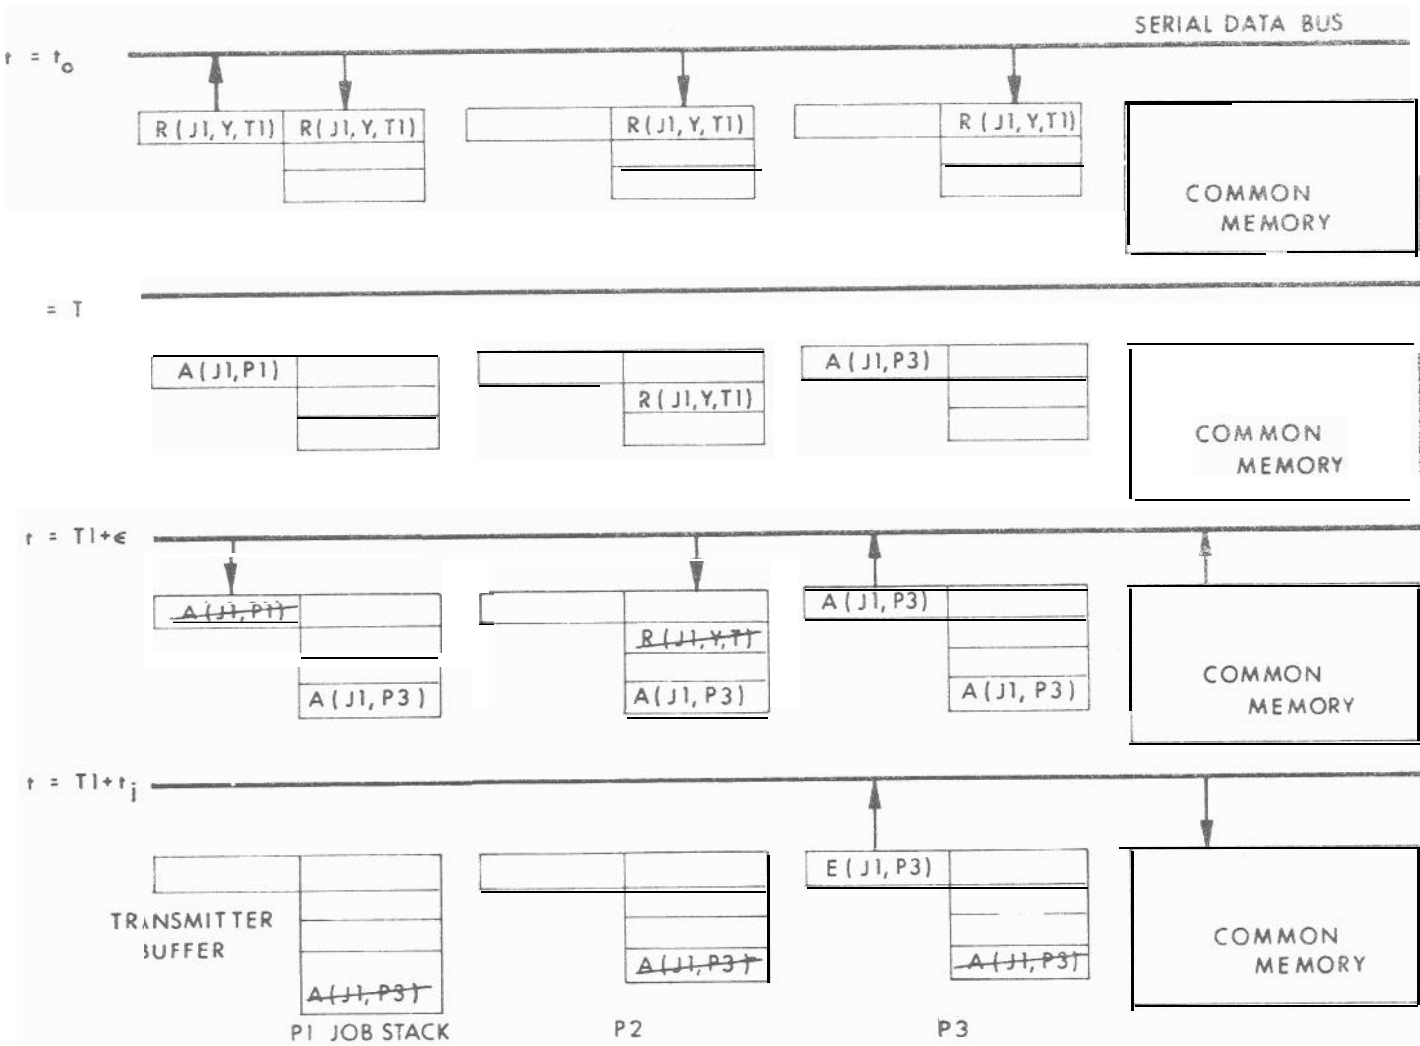 SERIAL DATA BUS
t = t₀
R(J1,Y,T1) R(J1,Y,T1) R(J1,Y,T1) R(J1,Y,T1)
COMMON
MEMORY
= T
A(J1,P1) A(J1,P3)
R(J1,Y,T1)
COMMON
MEMORY
t = T1+ϵ
A(J1,P1) A(J1,P3)
R(J1,Y,T)
A(J1,P3) A(J1,P3) A(J1,P3)
COMMON
MEMORY
t = T1+tj
E(J1,P3)
TRANSMITTER
BUFFER
COMMON
MEMORY
A(J1,P3) A(J1,P3)
A(J1,P3)
P1 JOB STACK P2 P3